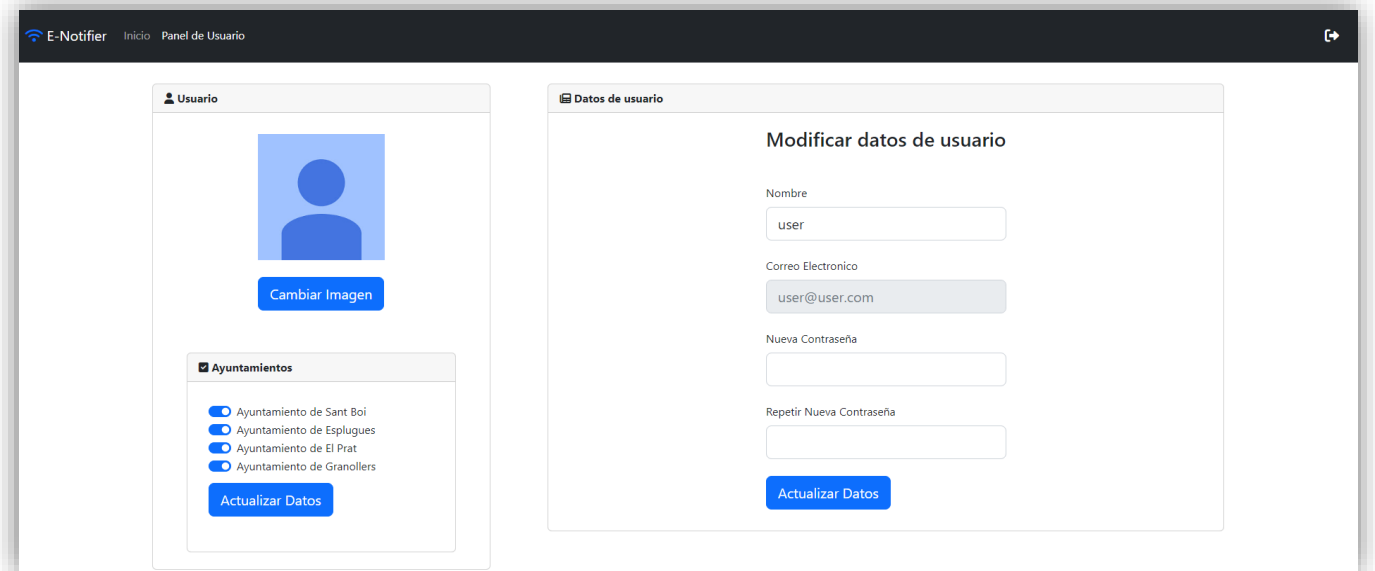 E-Notifier Inicio Panel de Usuario
Usuario
Cambiar Imagen
Ayuntamientos
Ayuntamiento de Sant Boi
Ayuntamiento de Esplugues
Ayuntamiento de El Prat
Ayuntamiento de Granollers
Actualizar Datos
Datos de usuario
Modificar datos de usuario
Nombre
user
Correo Electronico
user@user.com
Nueva Contraseña
Repetir Nueva Contraseña
Actualizar Datos